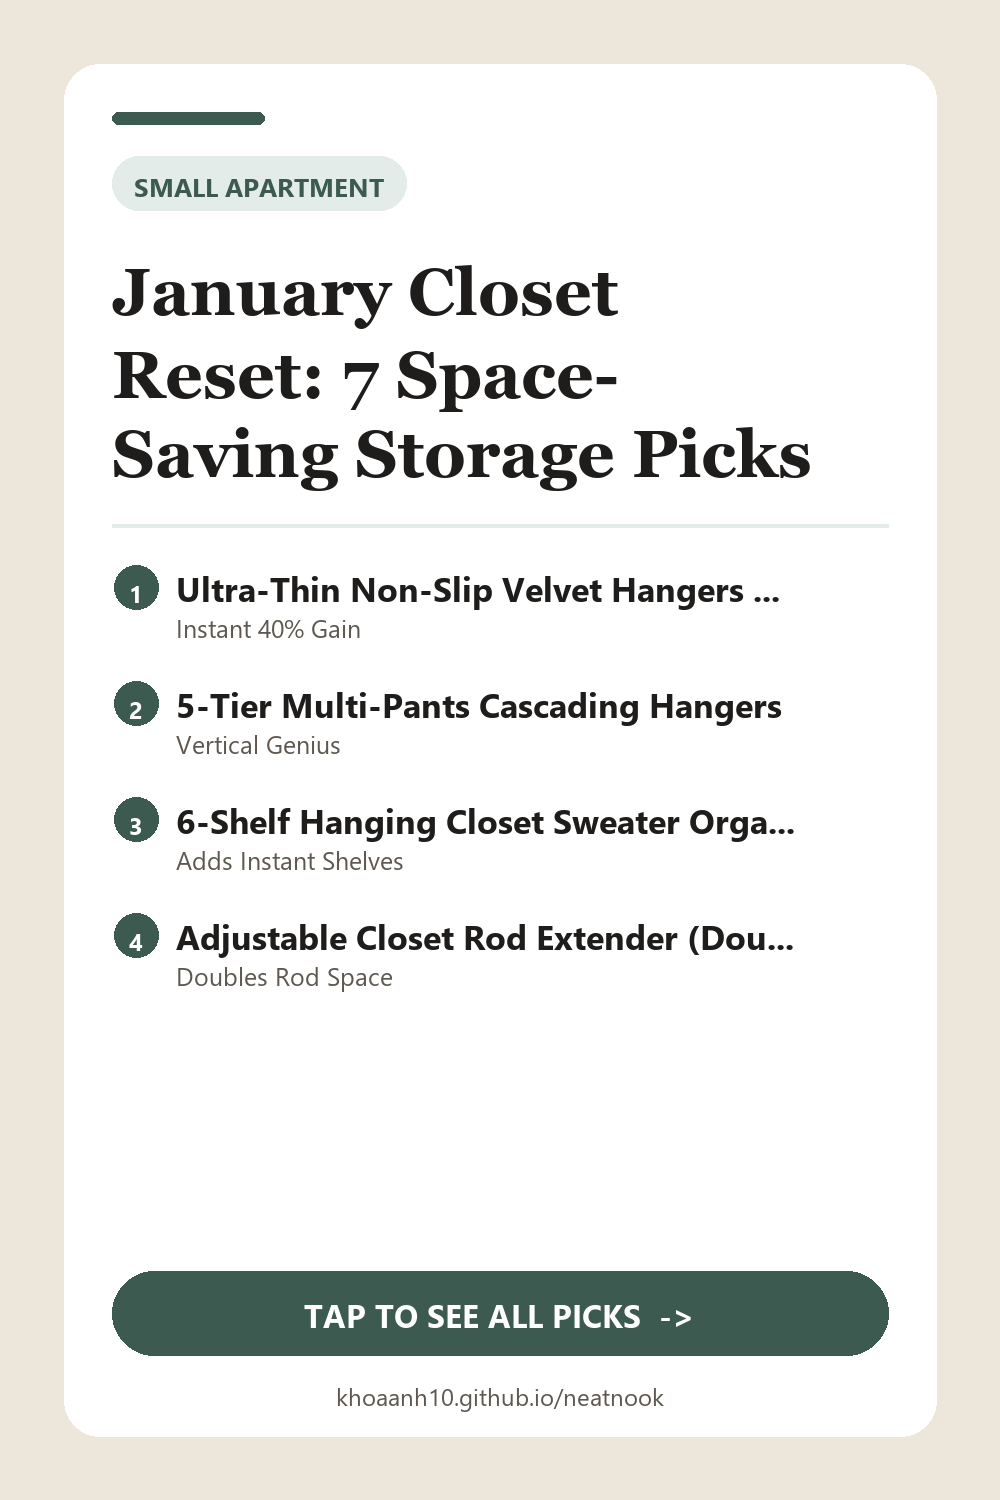 SMALL APARTMENT
January Closet
Reset: 7 Space-
Saving Storage Picks
1 Ultra-Thin Non-Slip Velvet Hangers ...
Instant 40% Gain
2 5-Tier Multi-Pants Cascading Hangers
Vertical Genius
3 6-Shelf Hanging Closet Sweater Orga...
Adds Instant Shelves
4 Adjustable Closet Rod Extender (Dou...
Doubles Rod Space
TAP TO SEE ALL PICKS ->
khoaanh10.github.io/neatnook